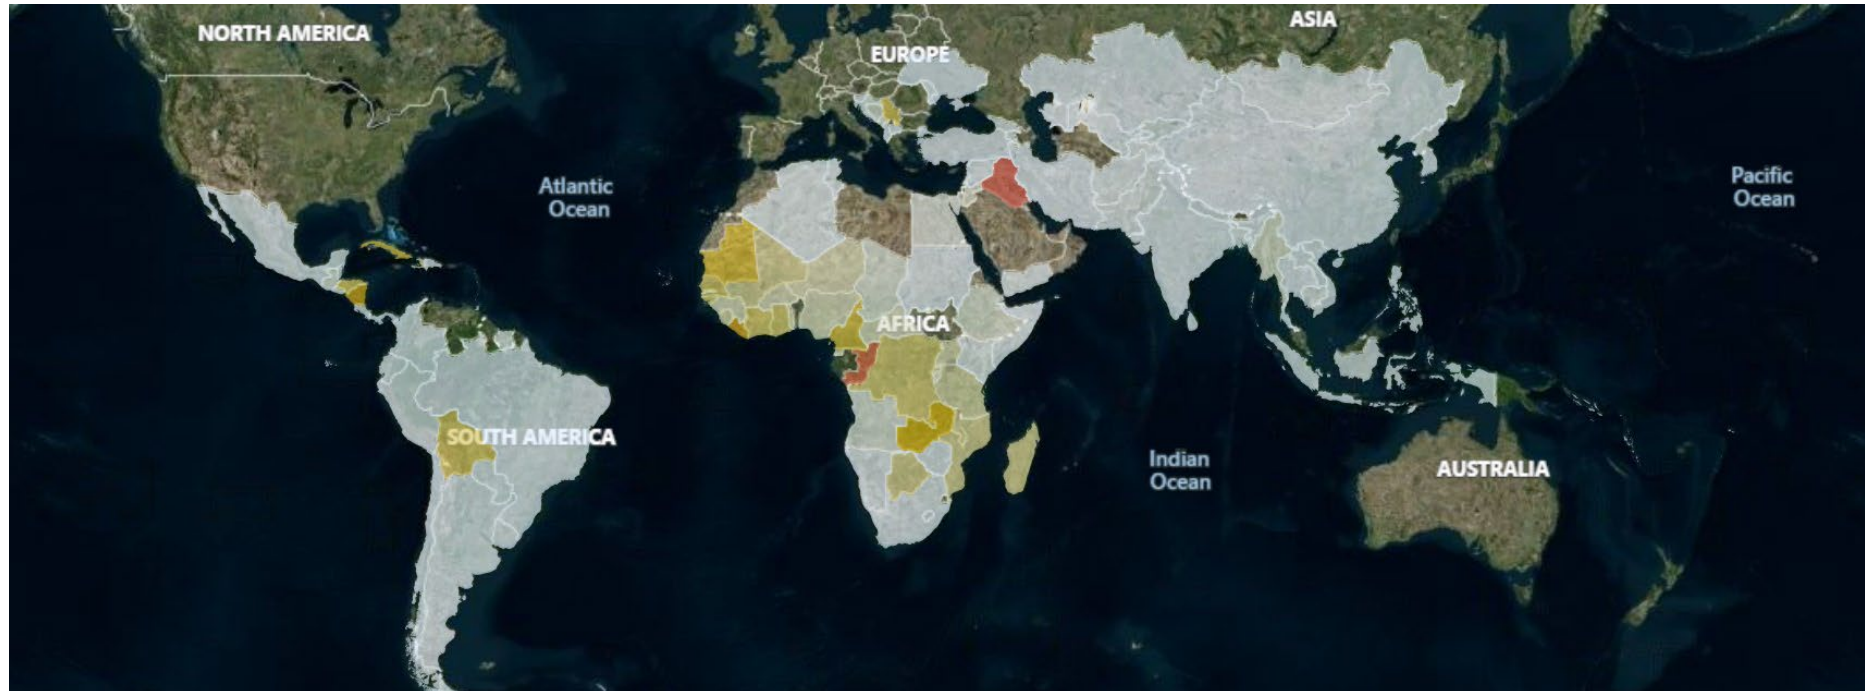 NORTH AMERICA
ASIA
EUROPE
Atlantic
Ocean
Pacific
Ocean
AFRICA
SOUTH AMERICA
Indian
Ocean
AUSTRALIA